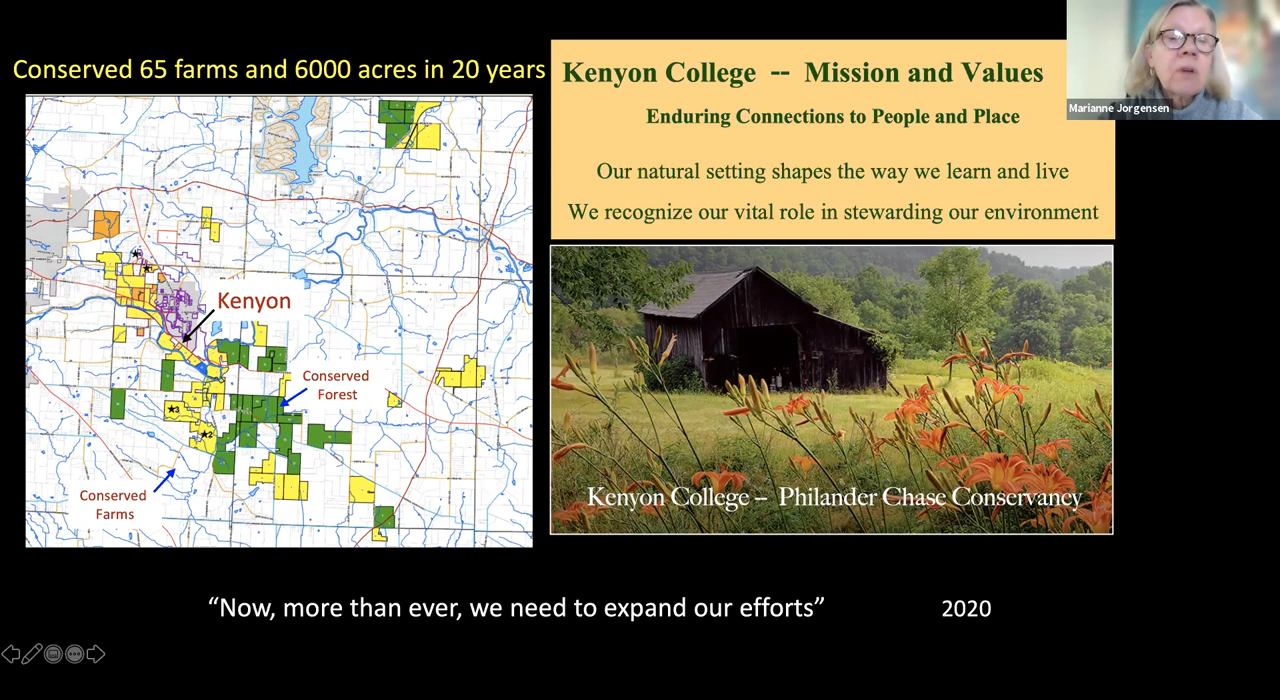 Conserved 65 farms and 6000 acres in 20 years
Kenyon
Conserved
Forest
3
2
Conserved
Farms
Kenyon College -- Mission and Values
Enduring Connections to People and Place
Our natural setting shapes the way we learn and live
We recognize our vital role in stewarding our environment
Marianne Jorgensen
Kenyon College – Philander Chase Conservancy
“Now, more than ever, we need to expand our efforts”
2020